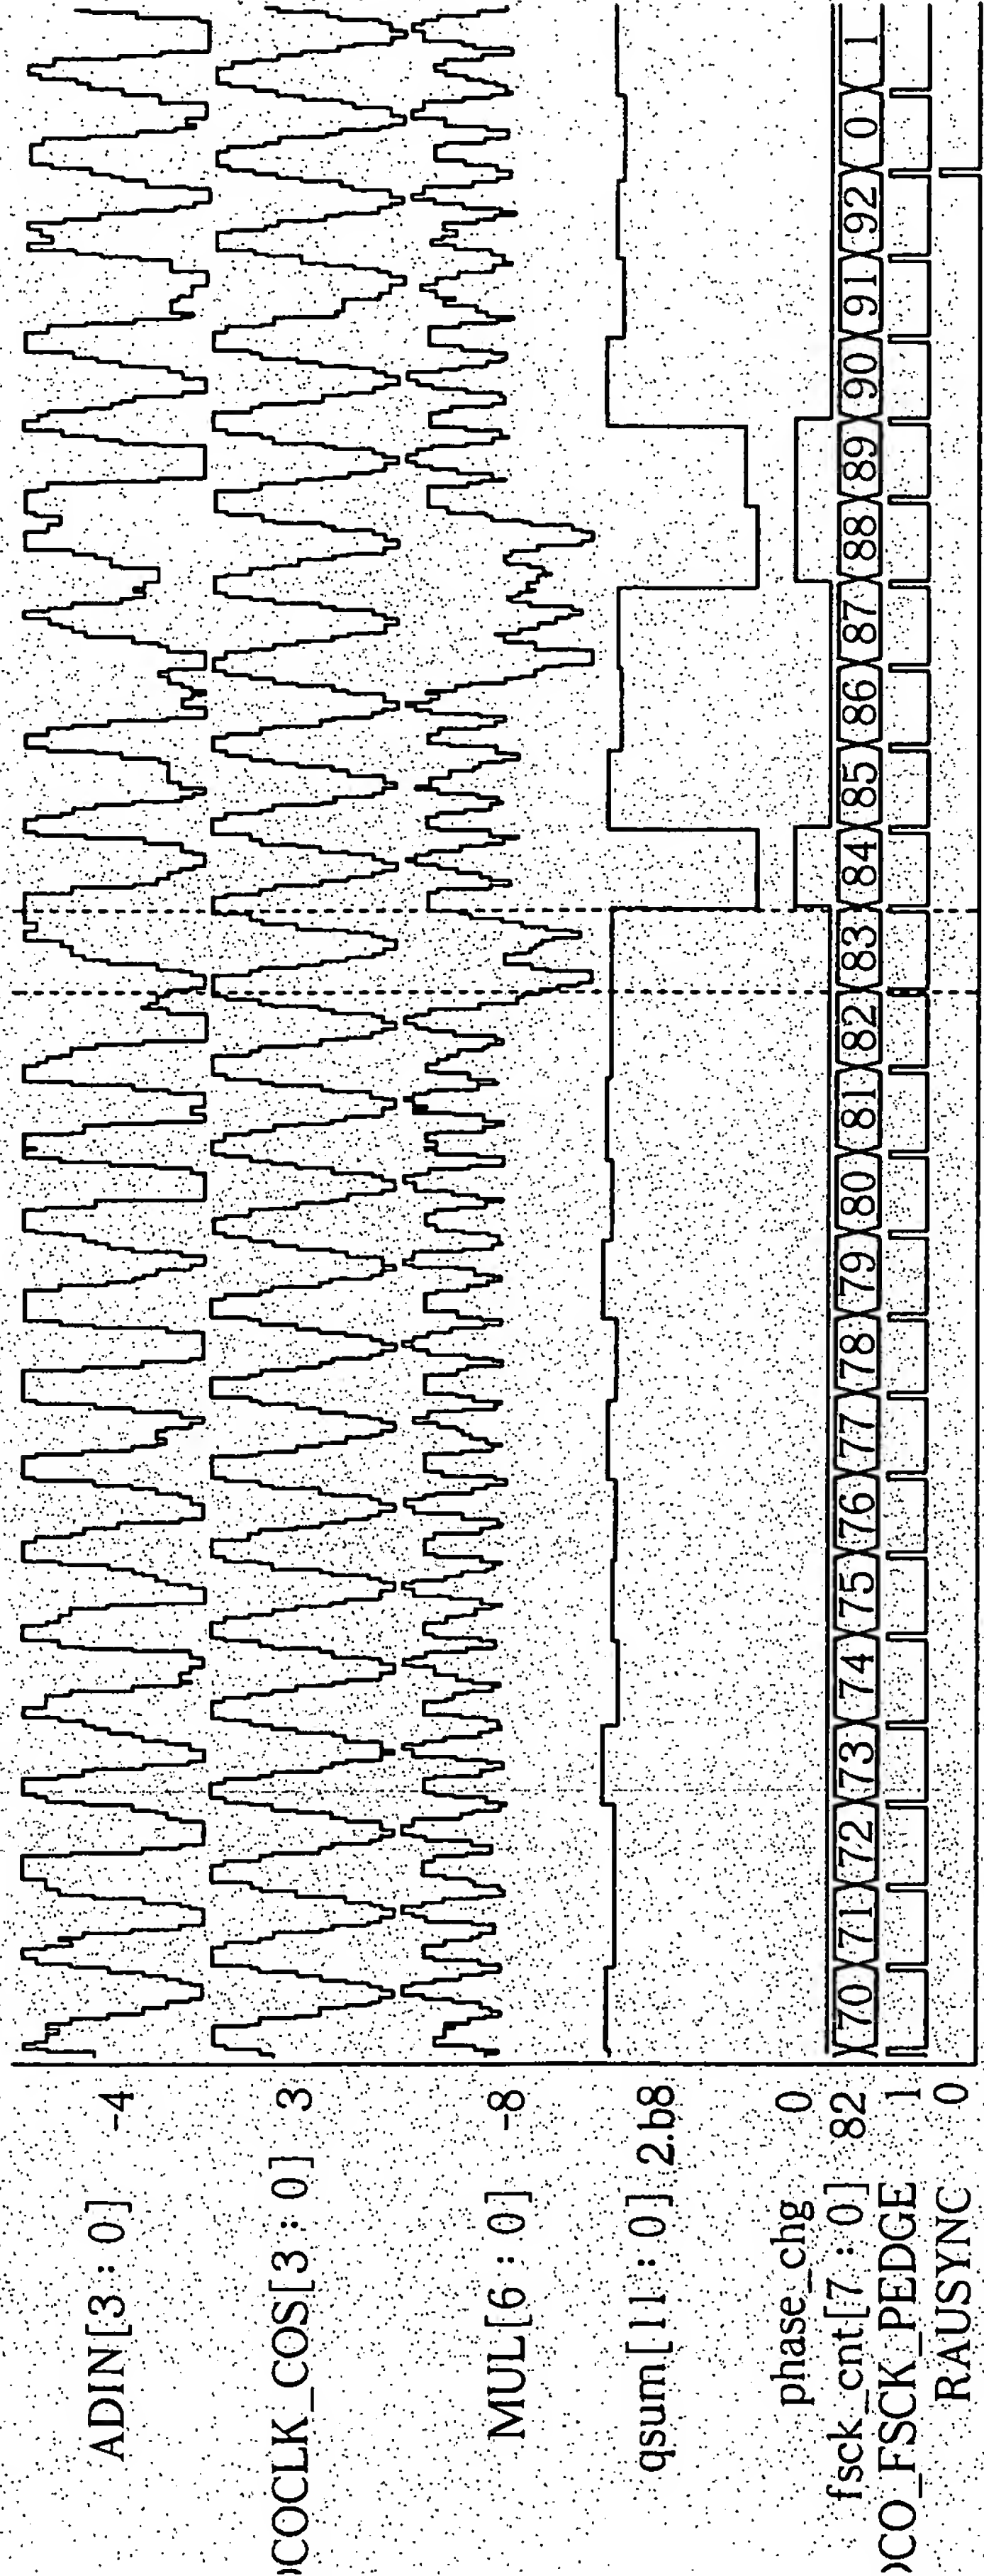 ADIN[3:0] -4
COCLK_COS[3:0] 3
MUL[6:0] -8
qsum[11:0] 2.b8
phase_chg 0
fsck_cnt[7:0] 82 70 71 72 73 74 75 76 77 78 79 80 81 82 83 84 85 86 87 88 89 90 91 92 0 1
CO_FSCK_PEDGE 1
RAUSYNC 0